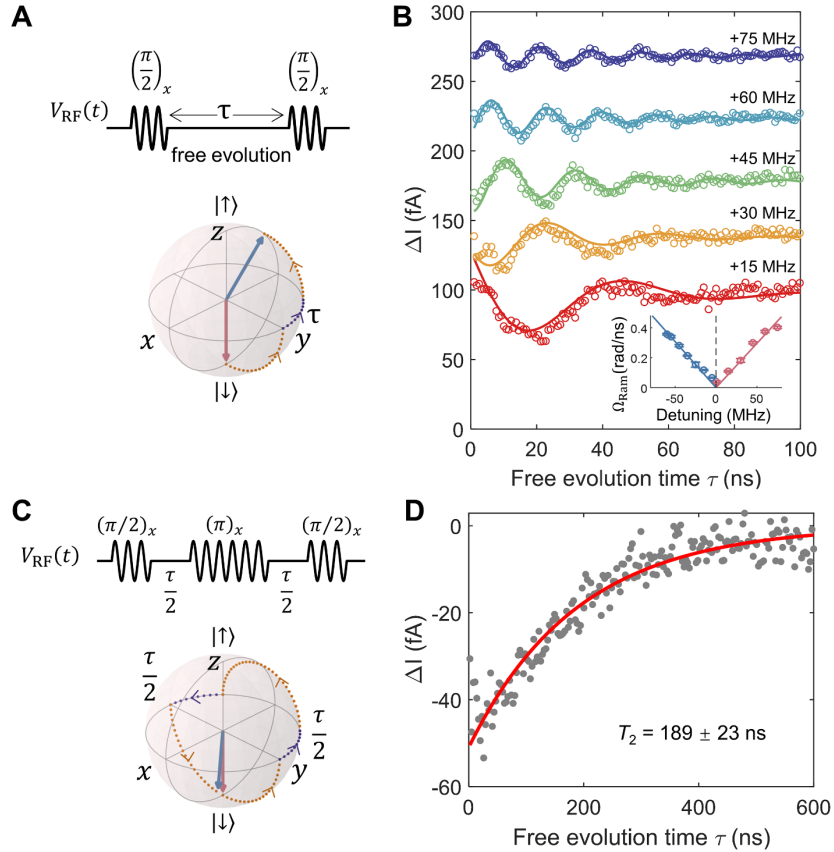 A
(π/2)x (π/2)x
VRF(t) τ
free evolution
|↑⟩
z
τ
x y
|↓⟩
B
300
250
200
150
100
50
0
ΔI (fA)
+75 MHz
+60 MHz
+45 MHz
+30 MHz
+15 MHz
0.4
0.2
0
ΩRam(rad/ns)
-50 0 50
Detuning (MHz)
0 20 40 60 80 100
Free evolution time τ (ns)
C
(π/2)x (π)x (π/2)x
VRF(t)
τ/2 τ/2
|↑⟩
z
τ/2
τ/2
x y
|↓⟩
D
0
-20
-40
-60
ΔI (fA)
T2 = 189 ± 23 ns
0 200 400 600
Free evolution time τ (ns)